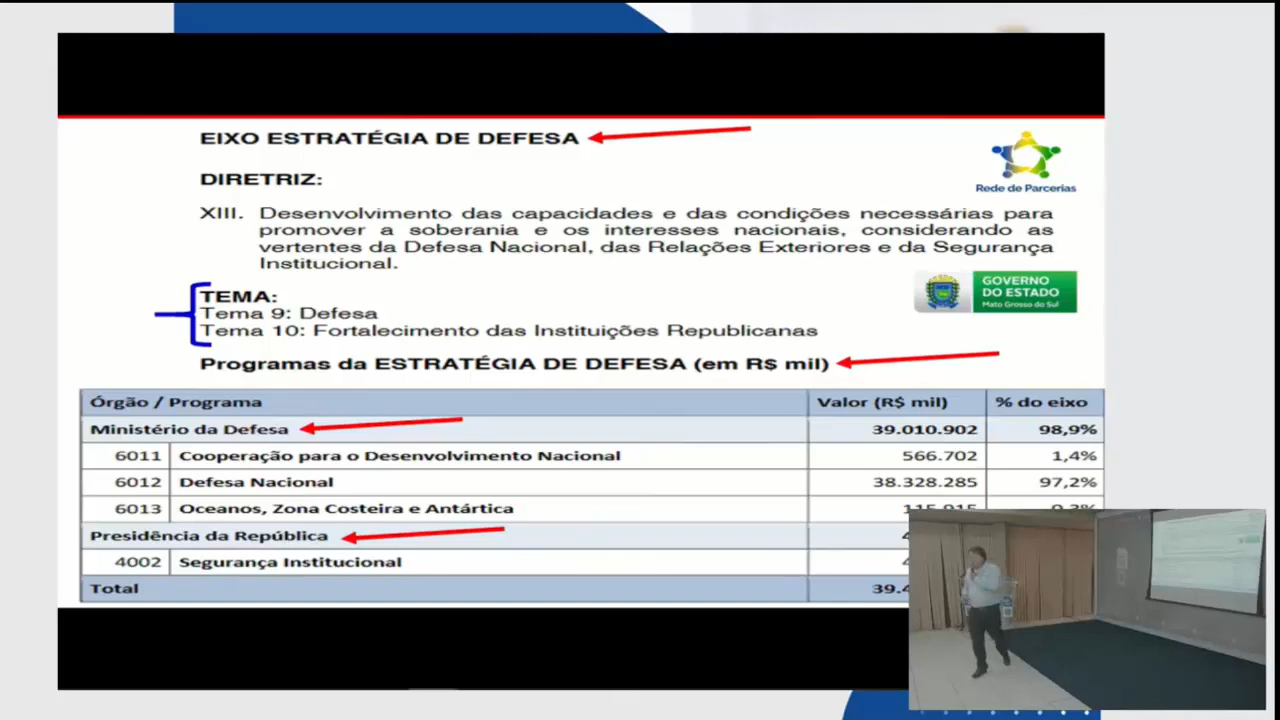 EIXO ESTRATÉGIA DE DEFESA
DIRETRIZ:
Rede de Parcerias
XIII. Desenvolvimento das capacidades e das condições necessárias para
promover a soberania e os interesses nacionais, considerando as
vertentes da Defesa Nacional, das Relações Exteriores e da Segurança
Institucional.
GOVERNO
DO ESTADO
Mato Grosso do Sul
TEMA:
Tema 9: Defesa
Tema 10: Fortalecimento das Instituições Republicanas
Programas da ESTRATÉGIA DE DEFESA (em R$ mil)
Órgão / Programa Valor (R$ mil) % do eixo
Ministério da Defesa 39.010.902 98,9%
6011 Cooperação para o Desenvolvimento Nacional 566.702 1,4%
6012 Defesa Nacional 38.328.285 97,2%
6013 Oceanos, Zona Costeira e Antártica 115.915 0,3%
Presidência da República
4002 Segurança Institucional
Total